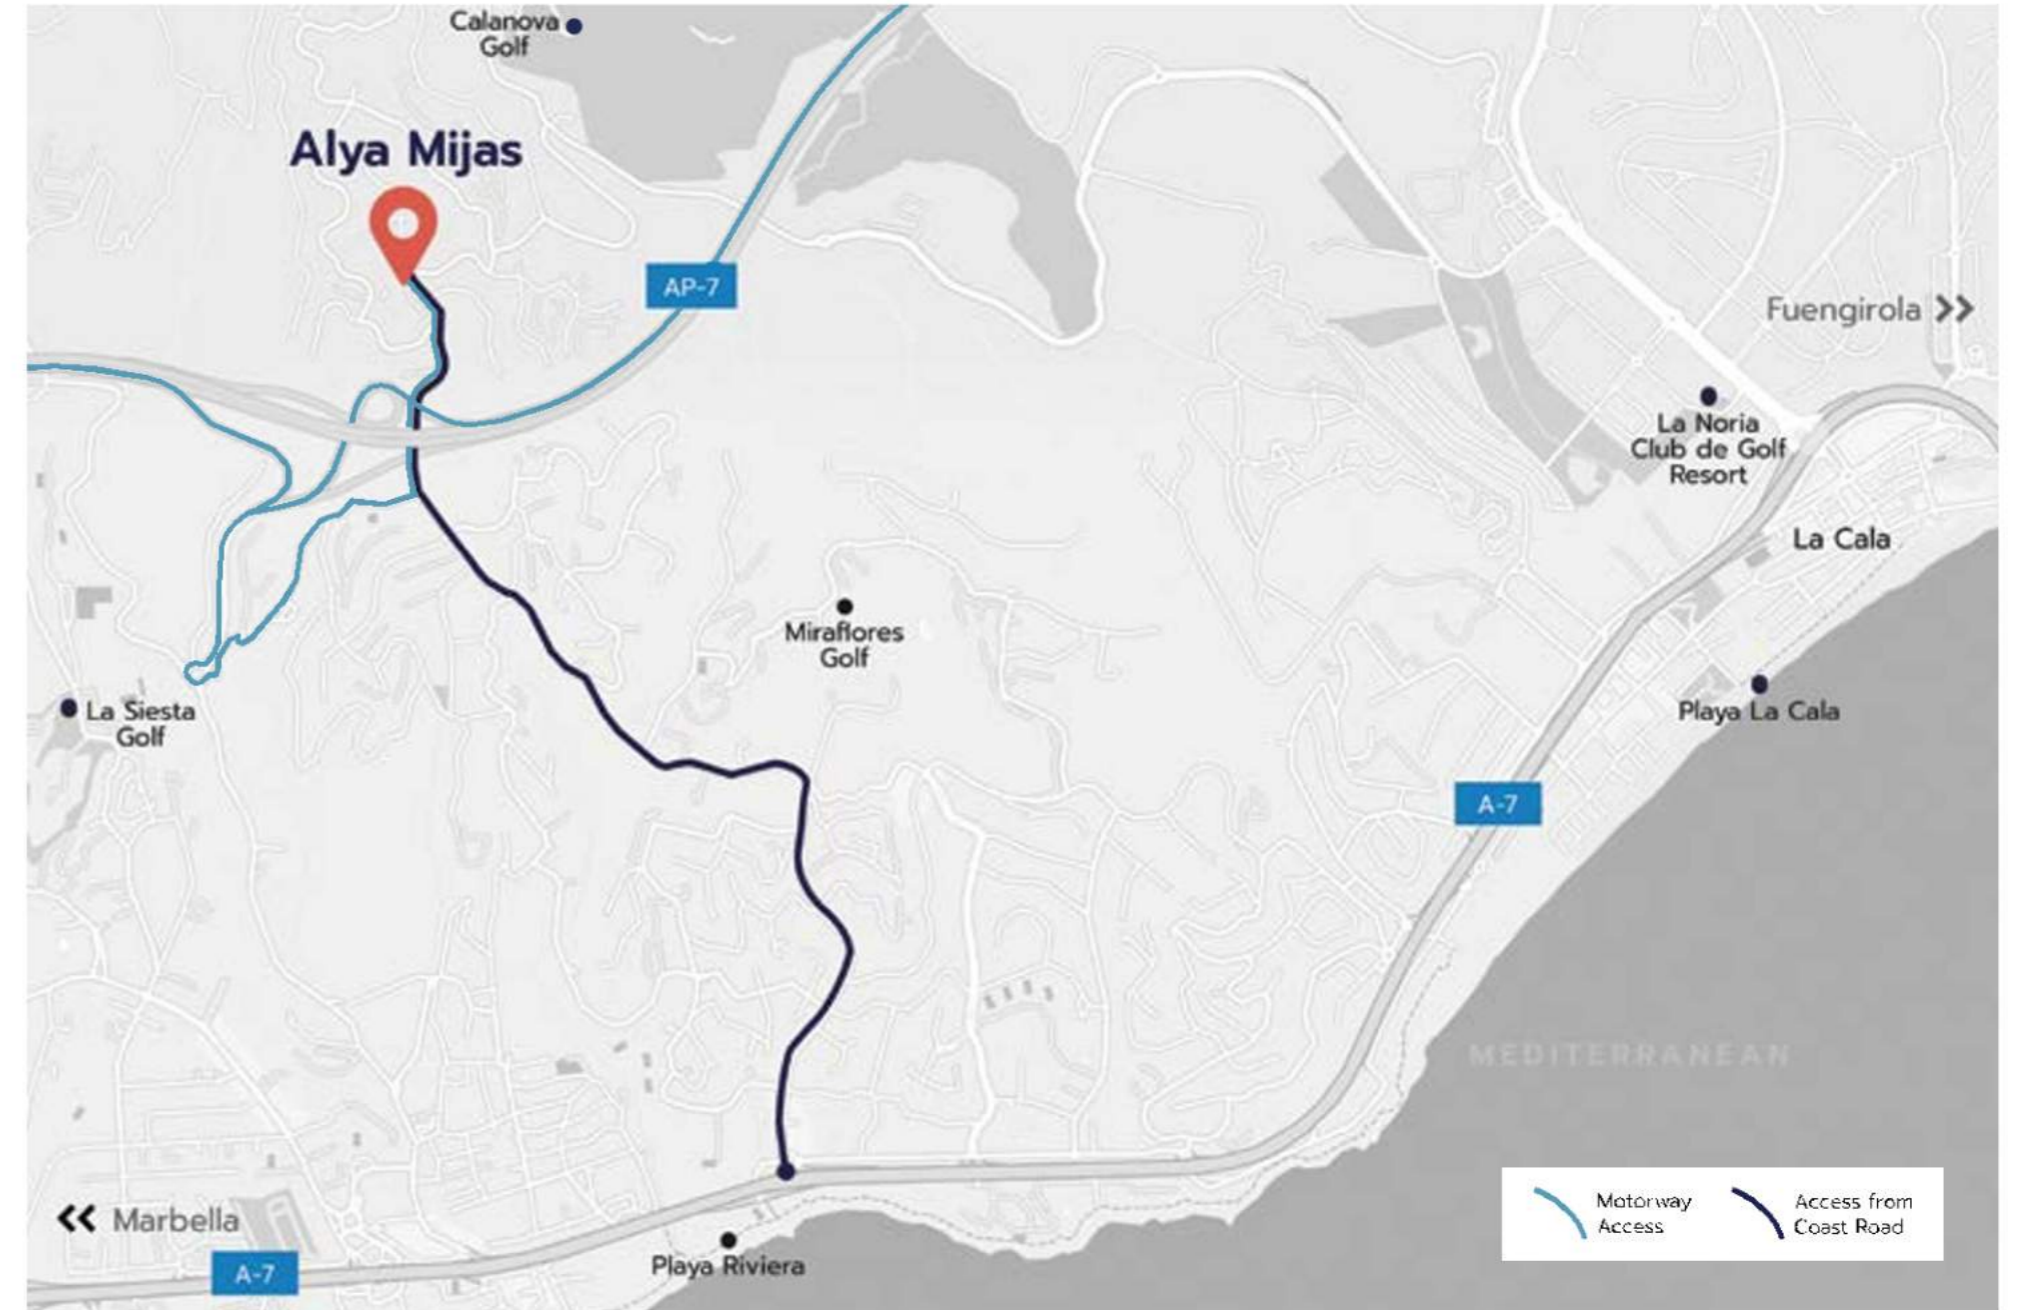 Calanova
Golf
Alya Mijas
AP-7
Fuengirola
La Noria
Club de Golf
Resort
La Cala
Miraflores
Golf
Playa La Cala
La Siesta
Golf
A-7
MEDITERRANEAN
Marbella
A-7
Playa Riviera
Motorway
Access
Access from
Coast Road